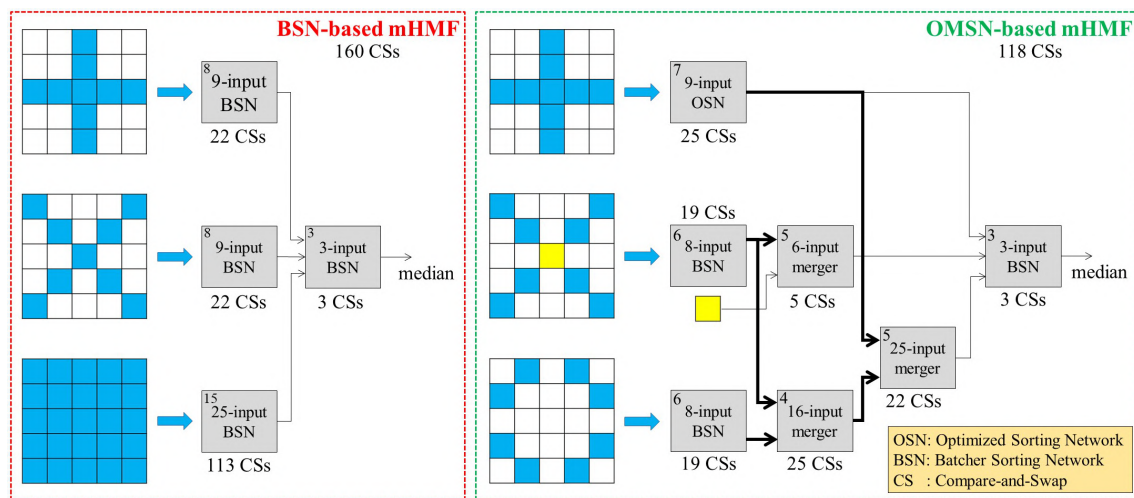 BSN-based mHMF
160 CSs
8
9-input
BSN
22 CSs
8
9-input
BSN
22 CSs
3
3-input
BSN
3 CSs
median
15
25-input
BSN
113 CSs
OMSN-based mHMF
118 CSs
7
9-input
OSN
25 CSs
19 CSs
6
8-input
BSN
5
6-input
merger
5 CSs
3
3-input
BSN
3 CSs
median
6
8-input
BSN
19 CSs
4
16-input
merger
25 CSs
5
25-input
merger
22 CSs
OSN: Optimized Sorting Network
BSN: Batcher Sorting Network
CS : Compare-and-Swap